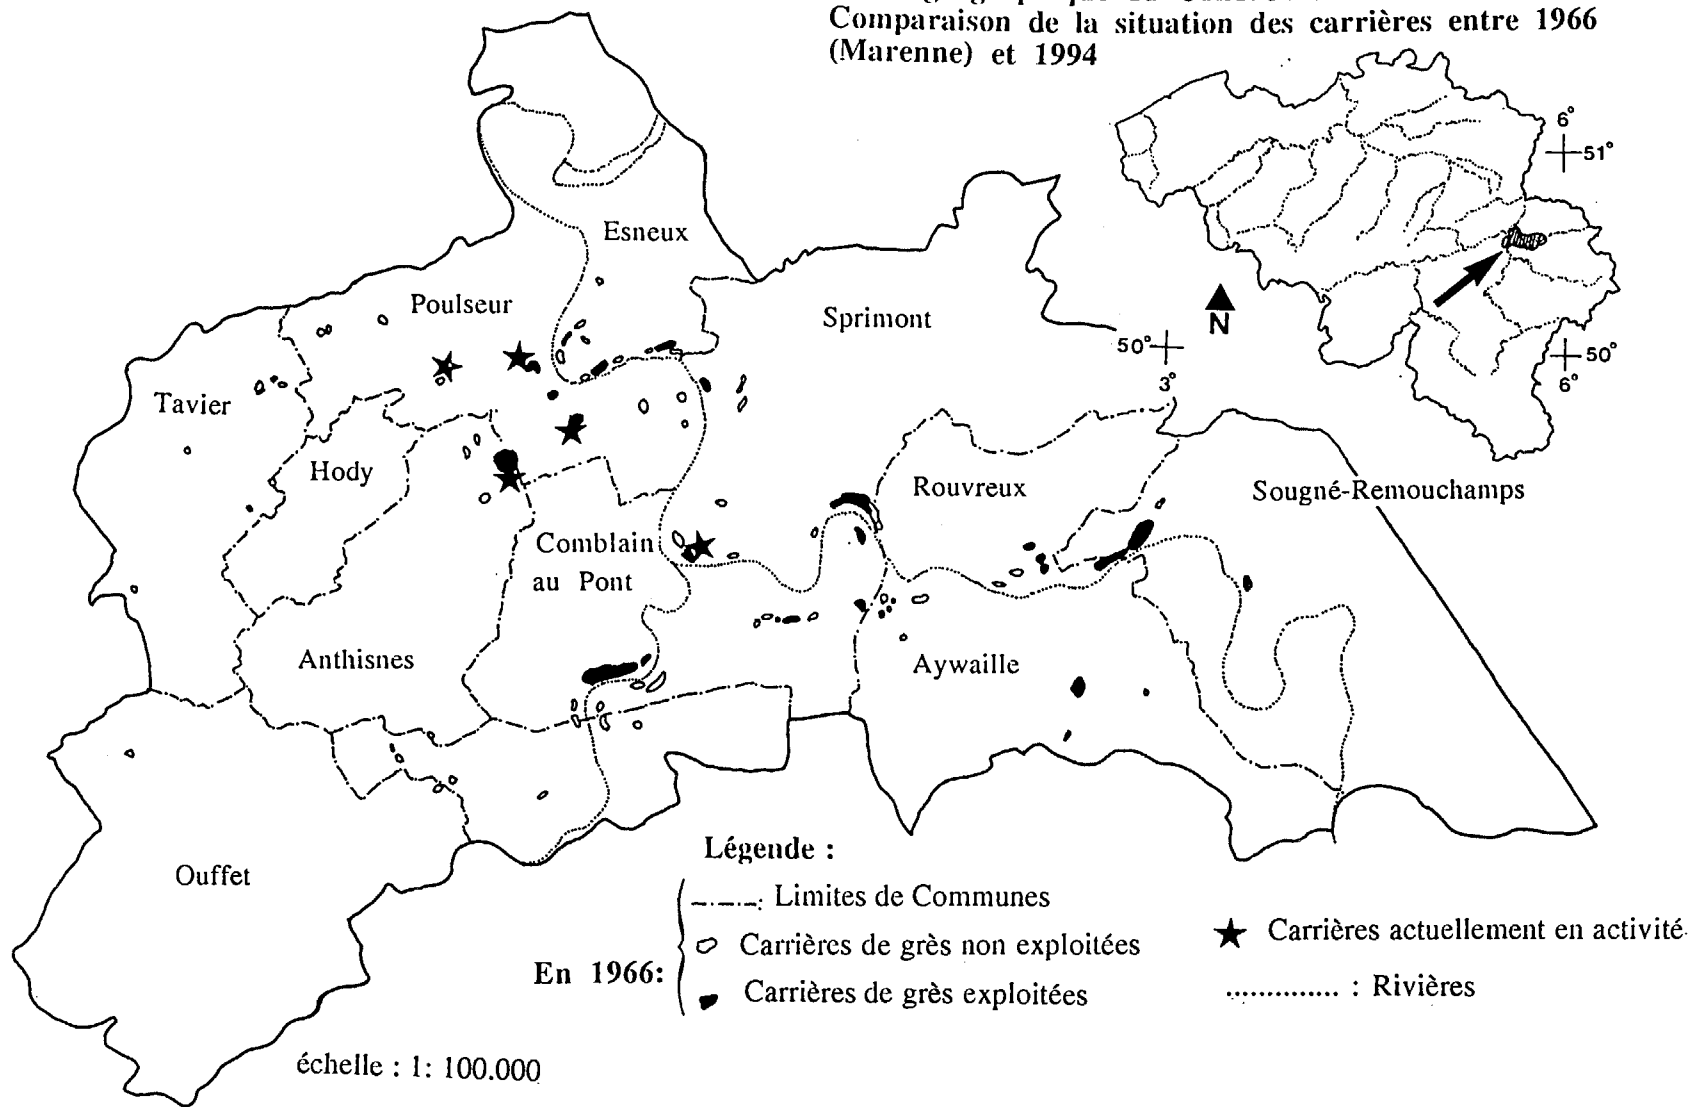 Comparaison de la situation des carrières entre 1966
(Marenne) et 1994
6°
51°
50°
3°
50°
6°
N
Esneux
Poulseur
Sprimont
Tavier
Hody
Rouvreux
Sougné-Remouchamps
Comblain
au Pont
Anthisnes
Aywaille
Ouffet
Légende :
: Limites de Communes
Carrières de grès non exploitées
En 1966:
Carrières de grès exploitées
Carrières actuellement en activité
: Rivières
échelle : 1: 100.000